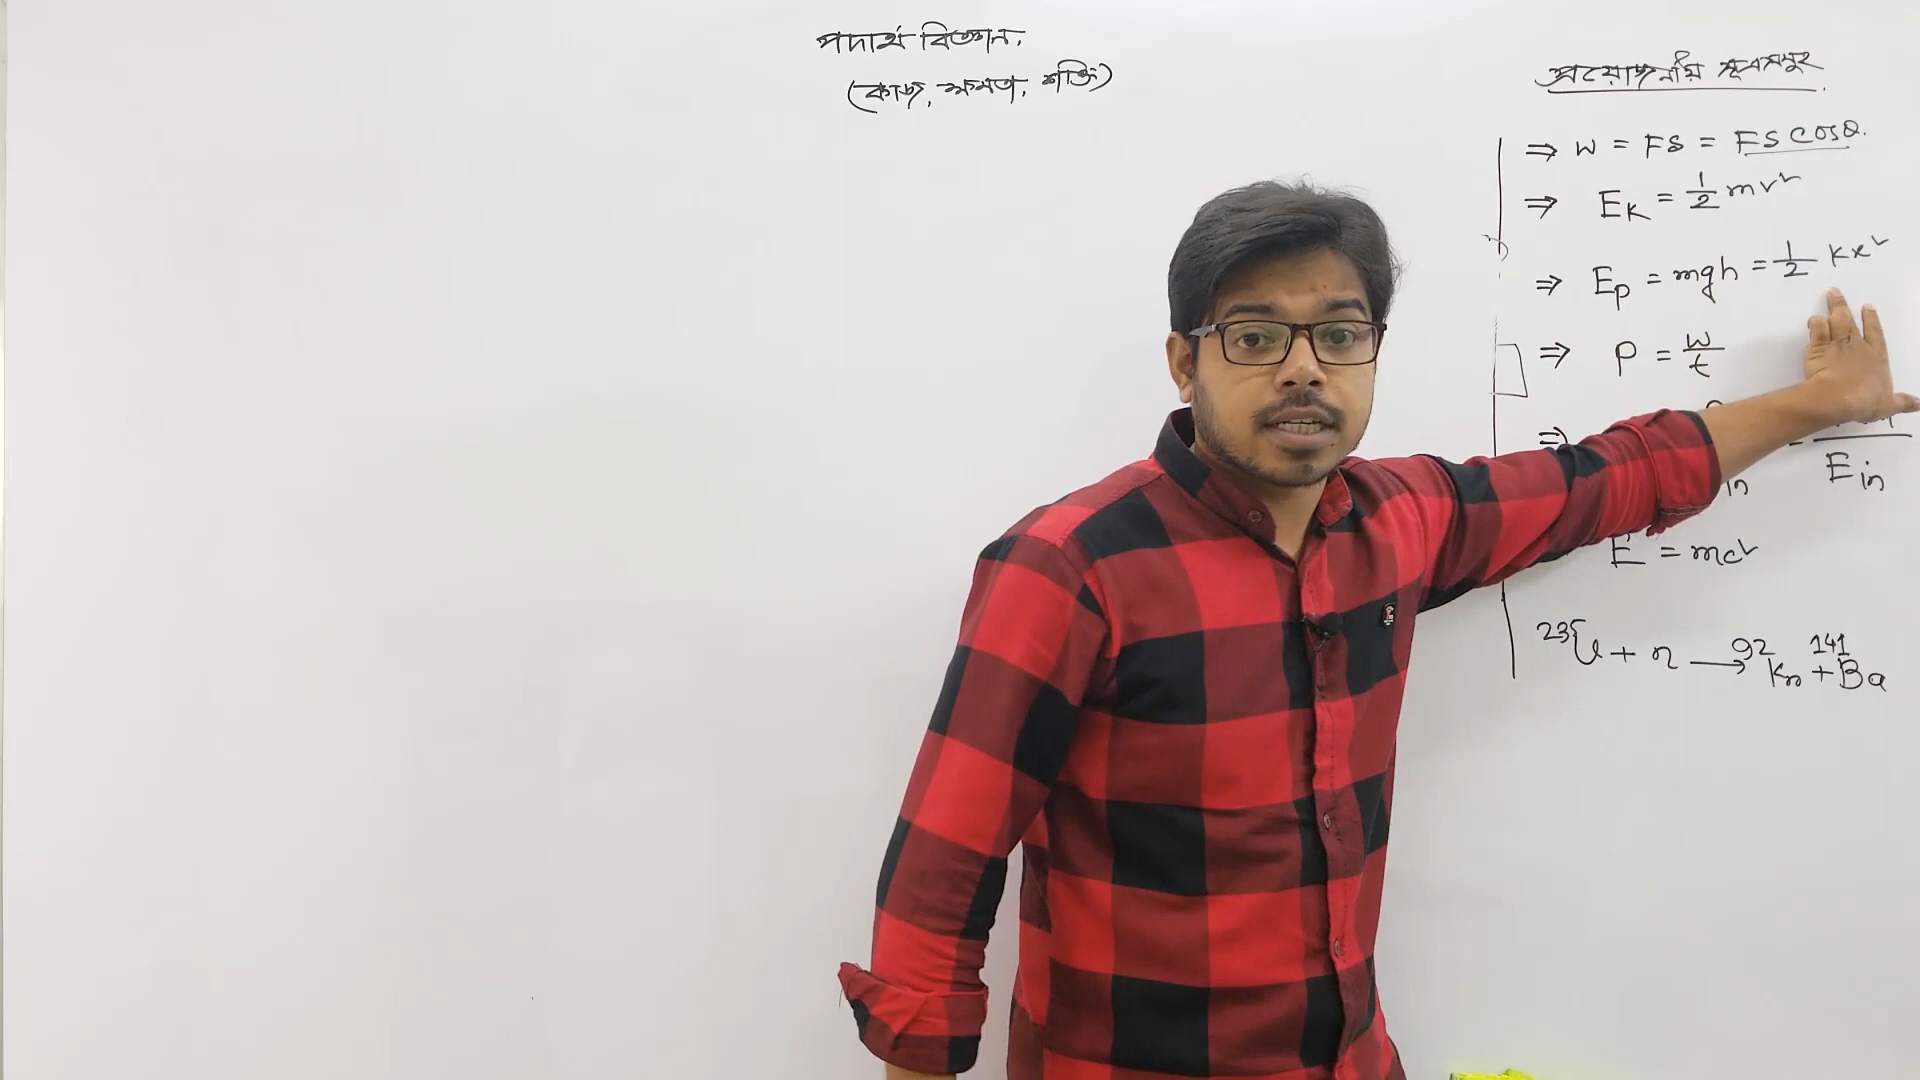 পদার্থ বিজ্ঞান.
(কাজ, ক্ষমতা, শক্তি)
প্রয়োজনীয় সূত্রসমূহ
⇒ W = FS = FS cosθ.
⇒ E_K = 1/2 mv²
⇒ E_P = mgh = 1/2 Kx²
⇒ P = W/t
⇒ = /E_in
E = mc²
²³⁵U + n → ⁹²Kr + ¹⁴¹Ba